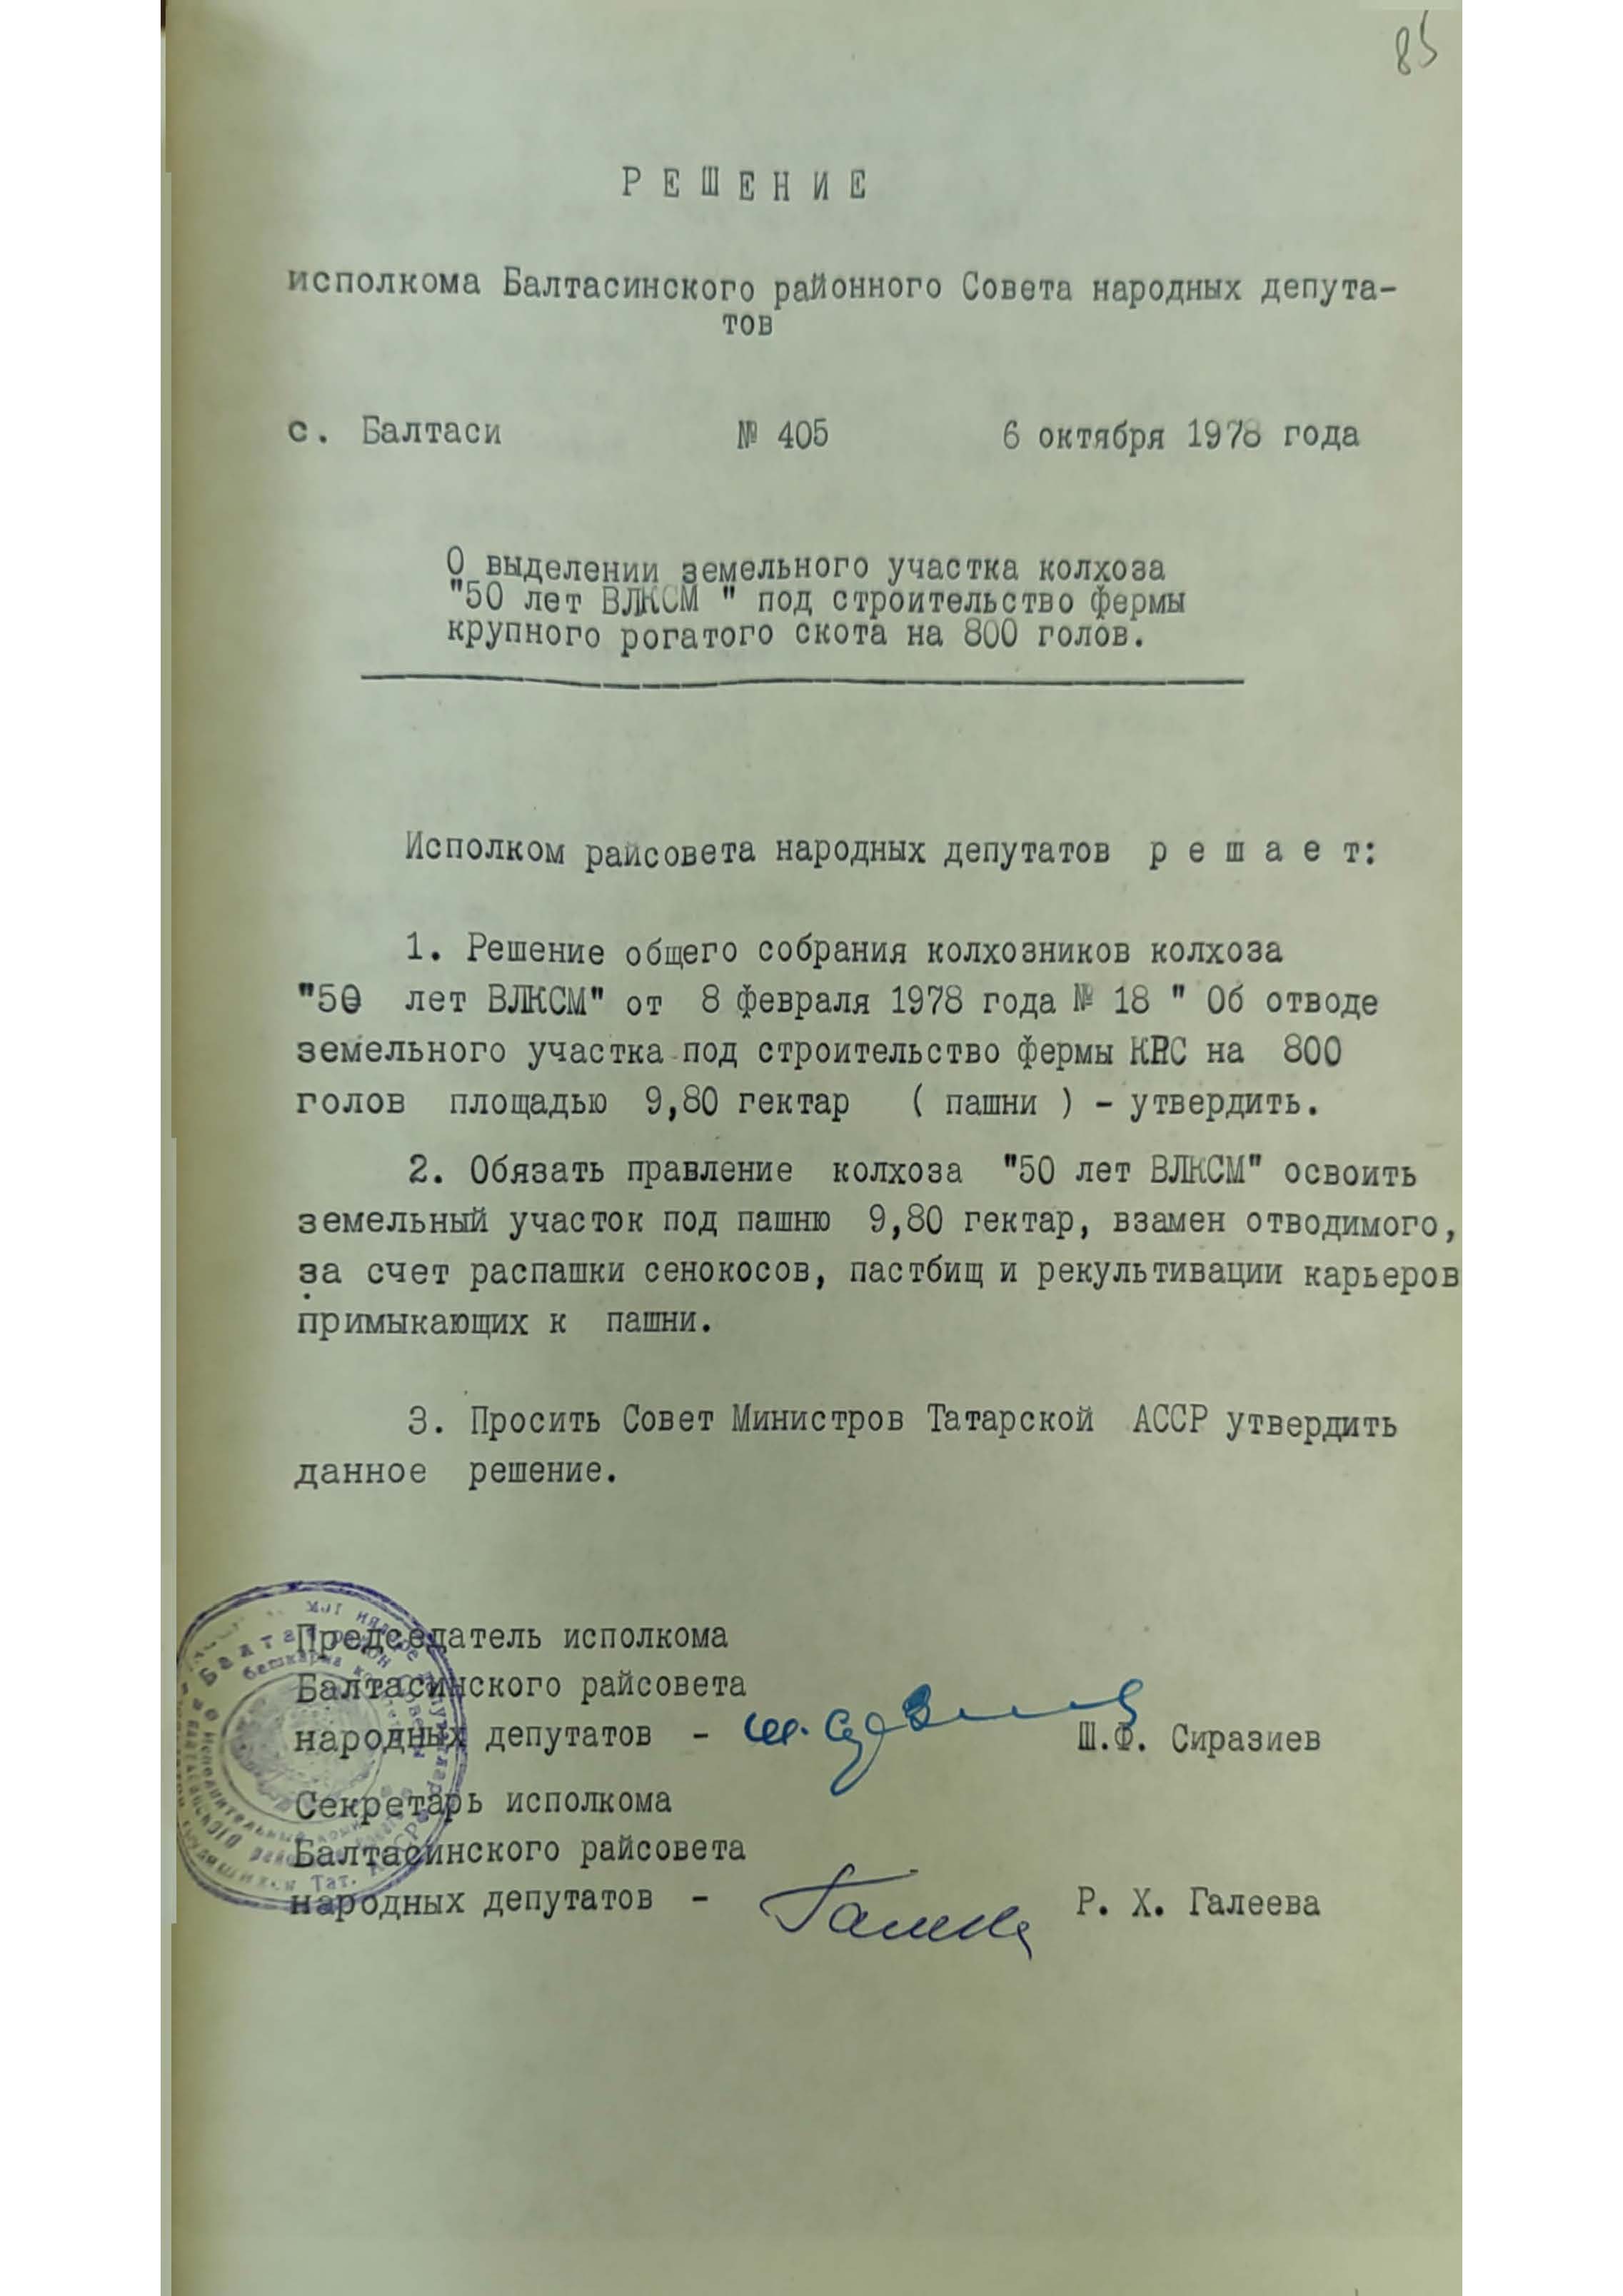 85
Р Е Ш Е Н И Е
исполкома Балтасинского районного Совета народных депута-
тов
с. Балтаси № 405 6 октября 1978 года
О выделении земельного участка колхоза
"50 лет ВЛКСМ " под строительство фермы
крупного рогатого скота на 800 голов.
Исполком райсовета народных депутатов р е ш а е т:
1. Решение общего собрания колхозников колхоза
"50 лет ВЛКСМ" от 8 февраля 1978 года № 18 " Об отводе
земельного участка под строительство фермы КРС на 800
голов площадью 9,80 гектар ( пашни ) - утвердить.
2. Обязать правление колхоза "50 лет ВЛКСМ" освоить
земельный участок под пашню 9,80 гектар, взамен отводимого,
за счет распашки сенокосов, пастбищ и рекультивации карьеров
примыкающих к пашни.
3. Просить Совет Министров Татарской АССР утвердить
данное решение.
Председатель исполкома
Балтасинского райсовета
народных депутатов - Ш.Ф. Сиразиев
Секретарь исполкома
Балтасинского райсовета
народных депутатов - Р. Х. Галеева